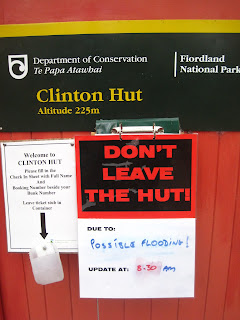 Department of Conservation
Te Papa Atawhai
Fiordland
National Park
Clinton Hut
Altitude 225m
Welcome to
CLINTON HUT
Please fill in the
Check In Sheet with Full Name
And
Booking Number beside your
Bunk Number
Leave ticket stub in
Container
DON'T
LEAVE
THE HUT!
DUE TO:
POSSIBLE FLOODING!
UPDATE AT: 8.30 AM